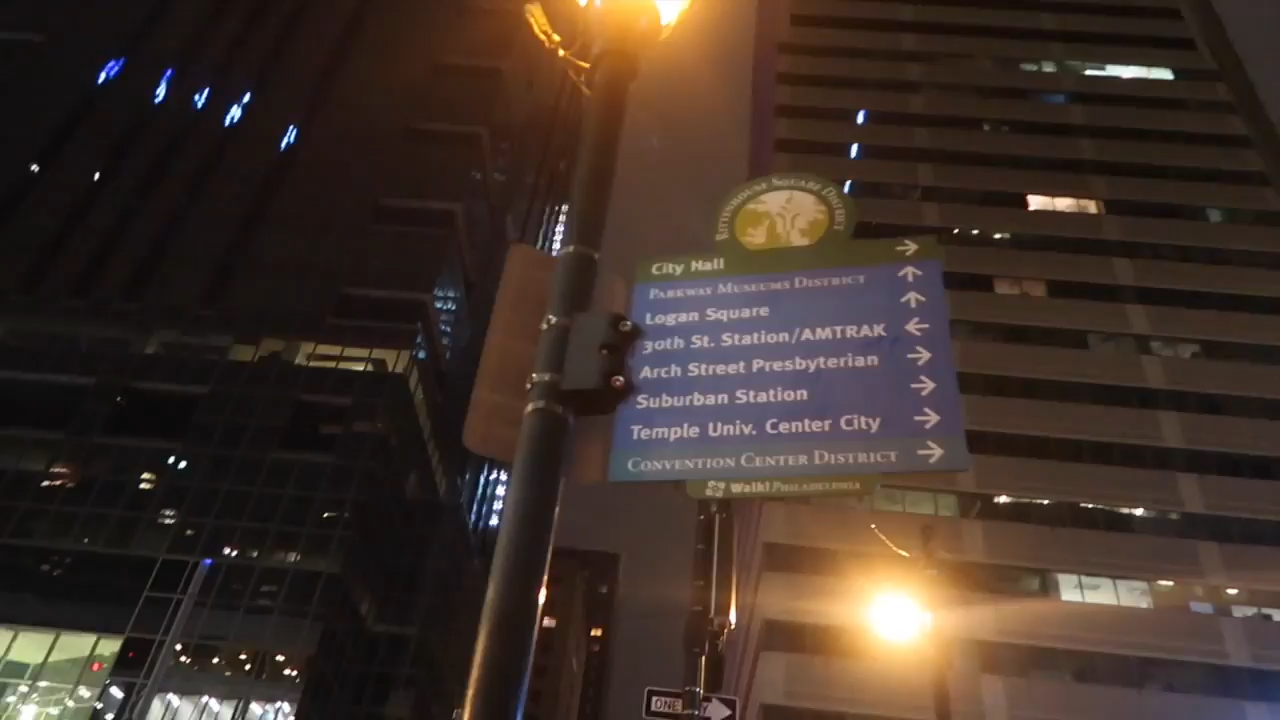 RITTENHOUSE SQUARE DISTRICT
City Hall →
PARKWAY MUSEUMS DISTRICT ↑
Logan Square ↑
30th St. Station/AMTRAK ←
Arch Street Presbyterian →
Suburban Station →
Temple Univ. Center City →
CONVENTION CENTER DISTRICT →
Walk!PHILADELPHIA
ONE